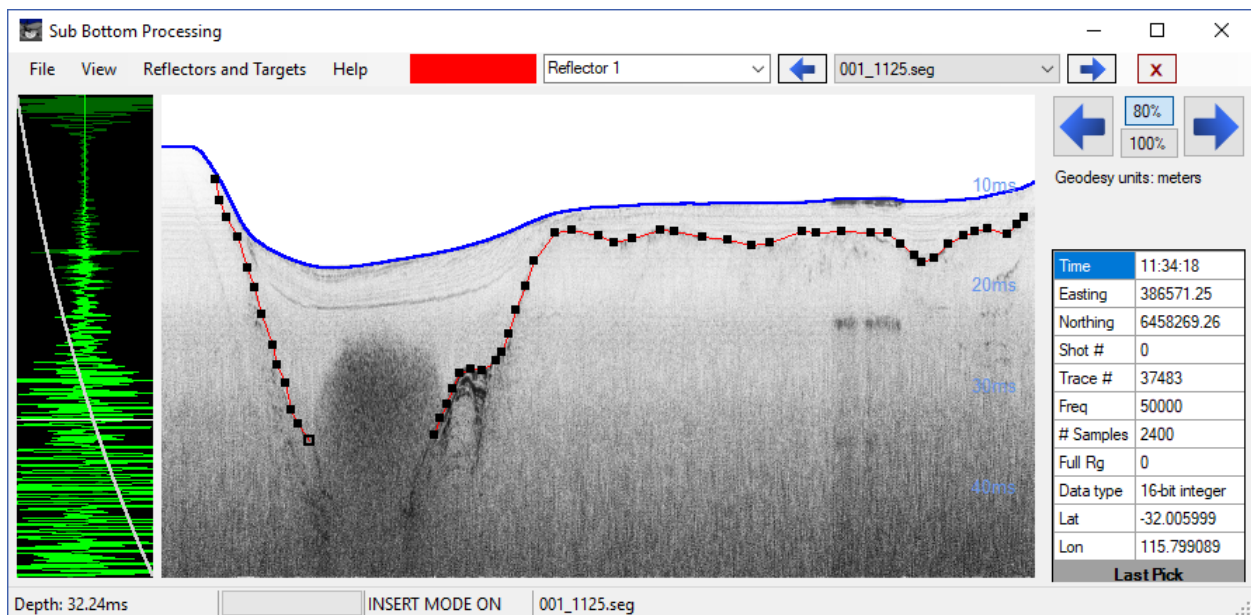 Sub Bottom Processing
File View Reflectors and Targets Help Reflector 1 001_1125.seg X
80%
100%
Geodesy units: meters
10ms
20ms
30ms
40ms
Time 11:34:18
Easting 386571.25
Northing 6458269.26
Shot # 0
Trace # 37483
Freq 50000
# Samples 2400
Full Rg 0
Data type 16-bit integer
Lat -32.005999
Lon 115.799089
Last Pick
Depth: 32.24ms INSERT MODE ON 001_1125.seg